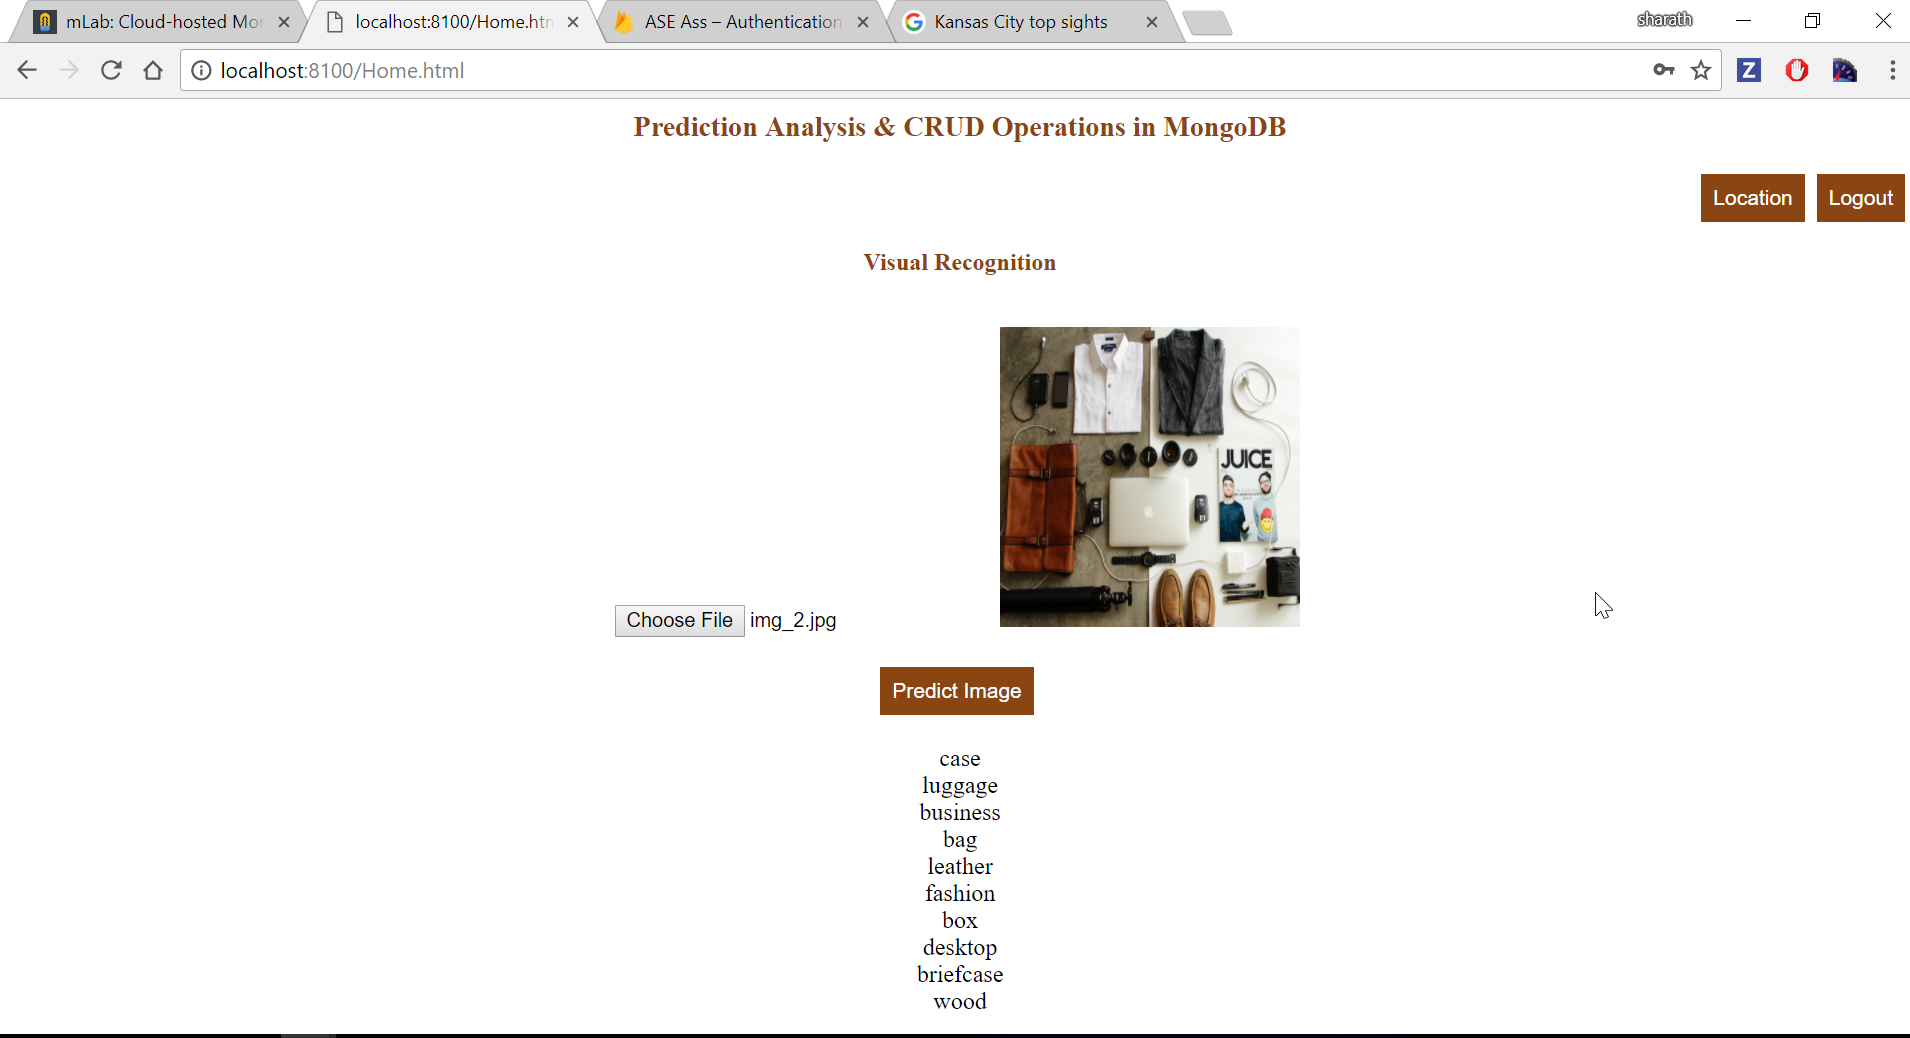 mLab: Cloud-hosted Mon
localhost:8100/Home.htm
ASE Ass – Authentication
Kansas City top sights
sharath
localhost:8100/Home.html
Z
Prediction Analysis & CRUD Operations in MongoDB
Location
Logout
Visual Recognition
JUICE
Choose File img_2.jpg
Predict Image
case
luggage
business
bag
leather
fashion
box
desktop
briefcase
wood